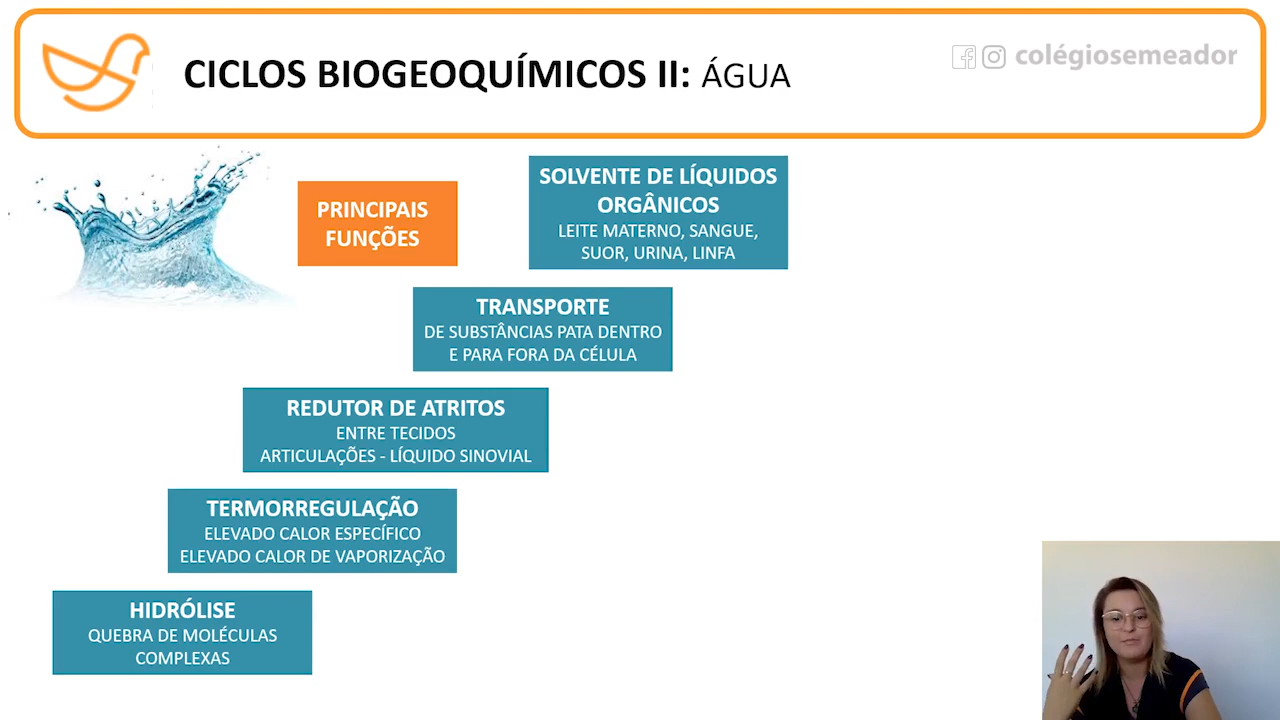 CICLOS BIOGEOQUÍMICOS II: ÁGUA
colégiosemeador
PRINCIPAIS
FUNÇÕES
SOLVENTE DE LÍQUIDOS
ORGÂNICOS
LEITE MATERNO, SANGUE,
SUOR, URINA, LINFA
TRANSPORTE
DE SUBSTÂNCIAS PATA DENTRO
E PARA FORA DA CÉLULA
REDUTOR DE ATRITOS
ENTRE TECIDOS
ARTICULAÇÕES - LÍQUIDO SINOVIAL
TERMORREGULAÇÃO
ELEVADO CALOR ESPECÍFICO
ELEVADO CALOR DE VAPORIZAÇÃO
HIDRÓLISE
QUEBRA DE MOLÉCULAS
COMPLEXAS